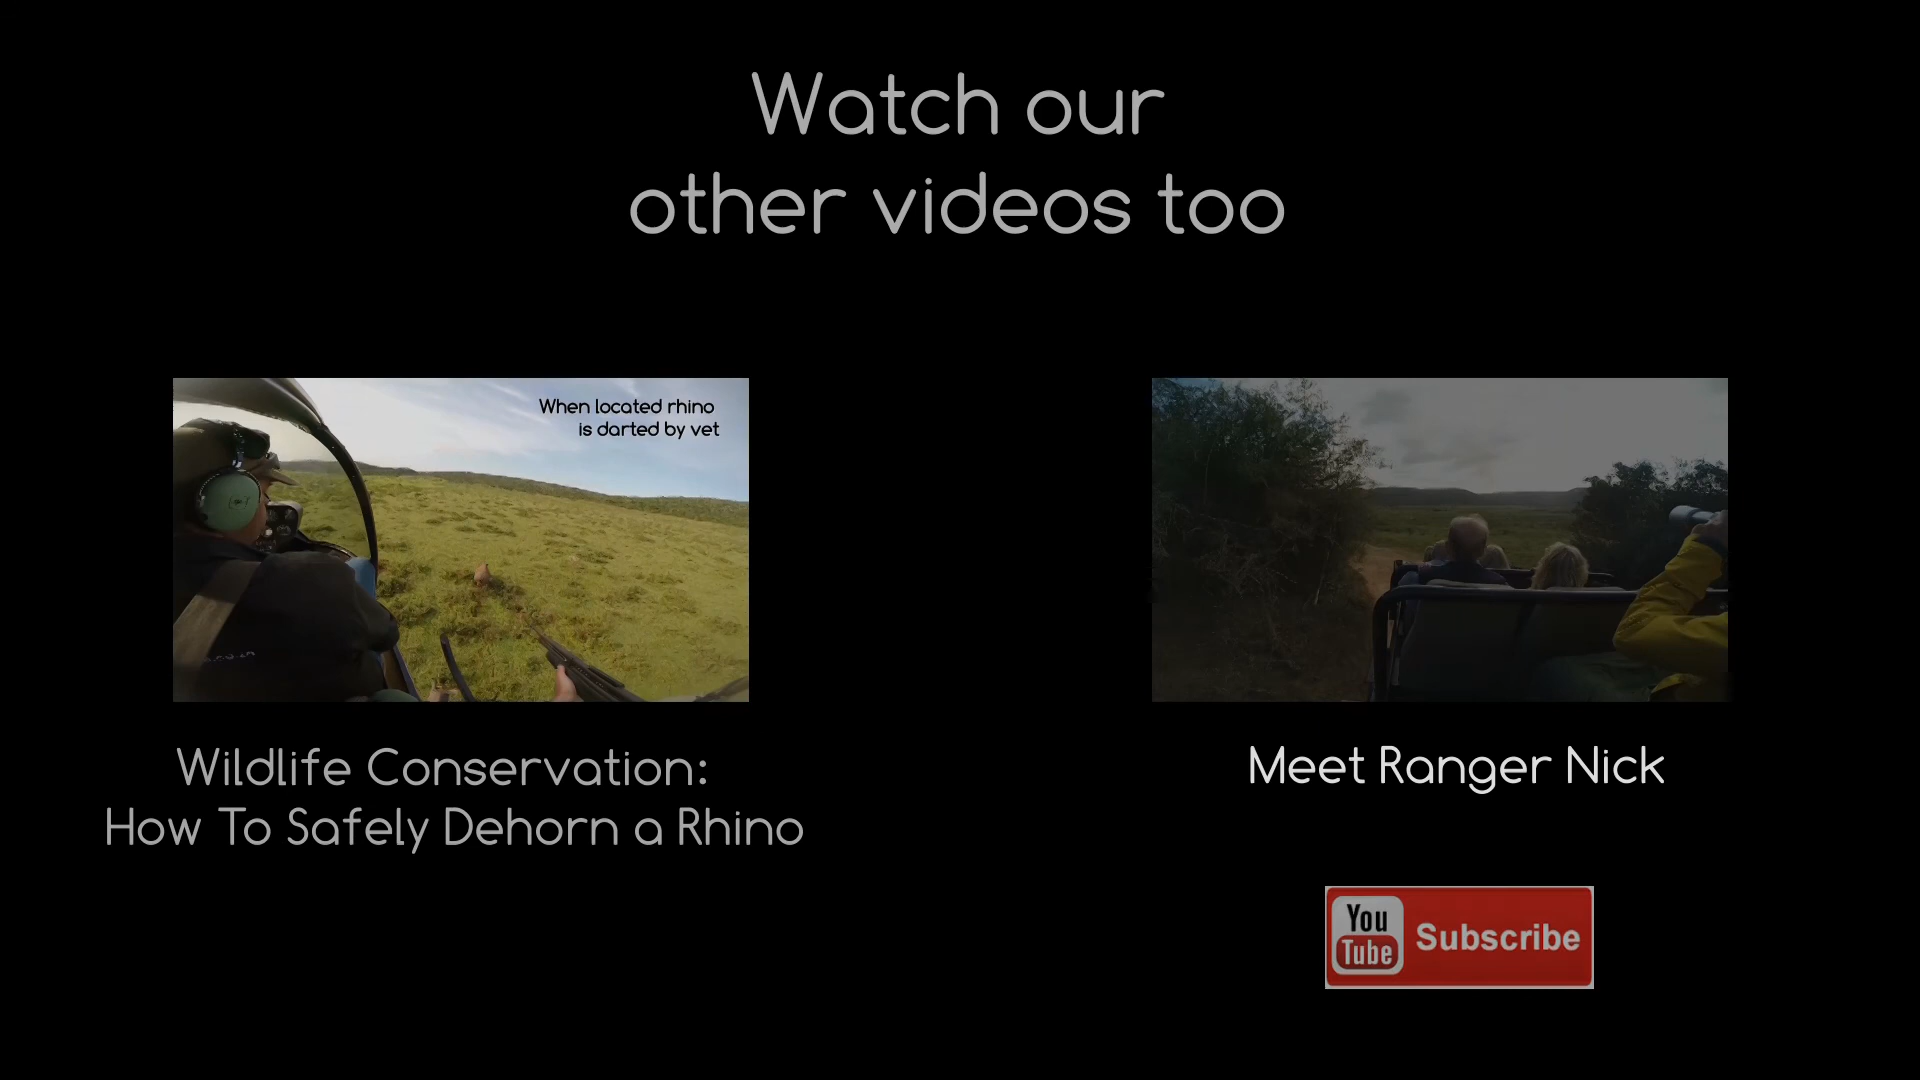 Watch our
other videos too
When located rhino
is darted by vet
Wildlife Conservation:
How To Safely Dehorn a Rhino
Meet Ranger Nick
You
Tube
Subscribe